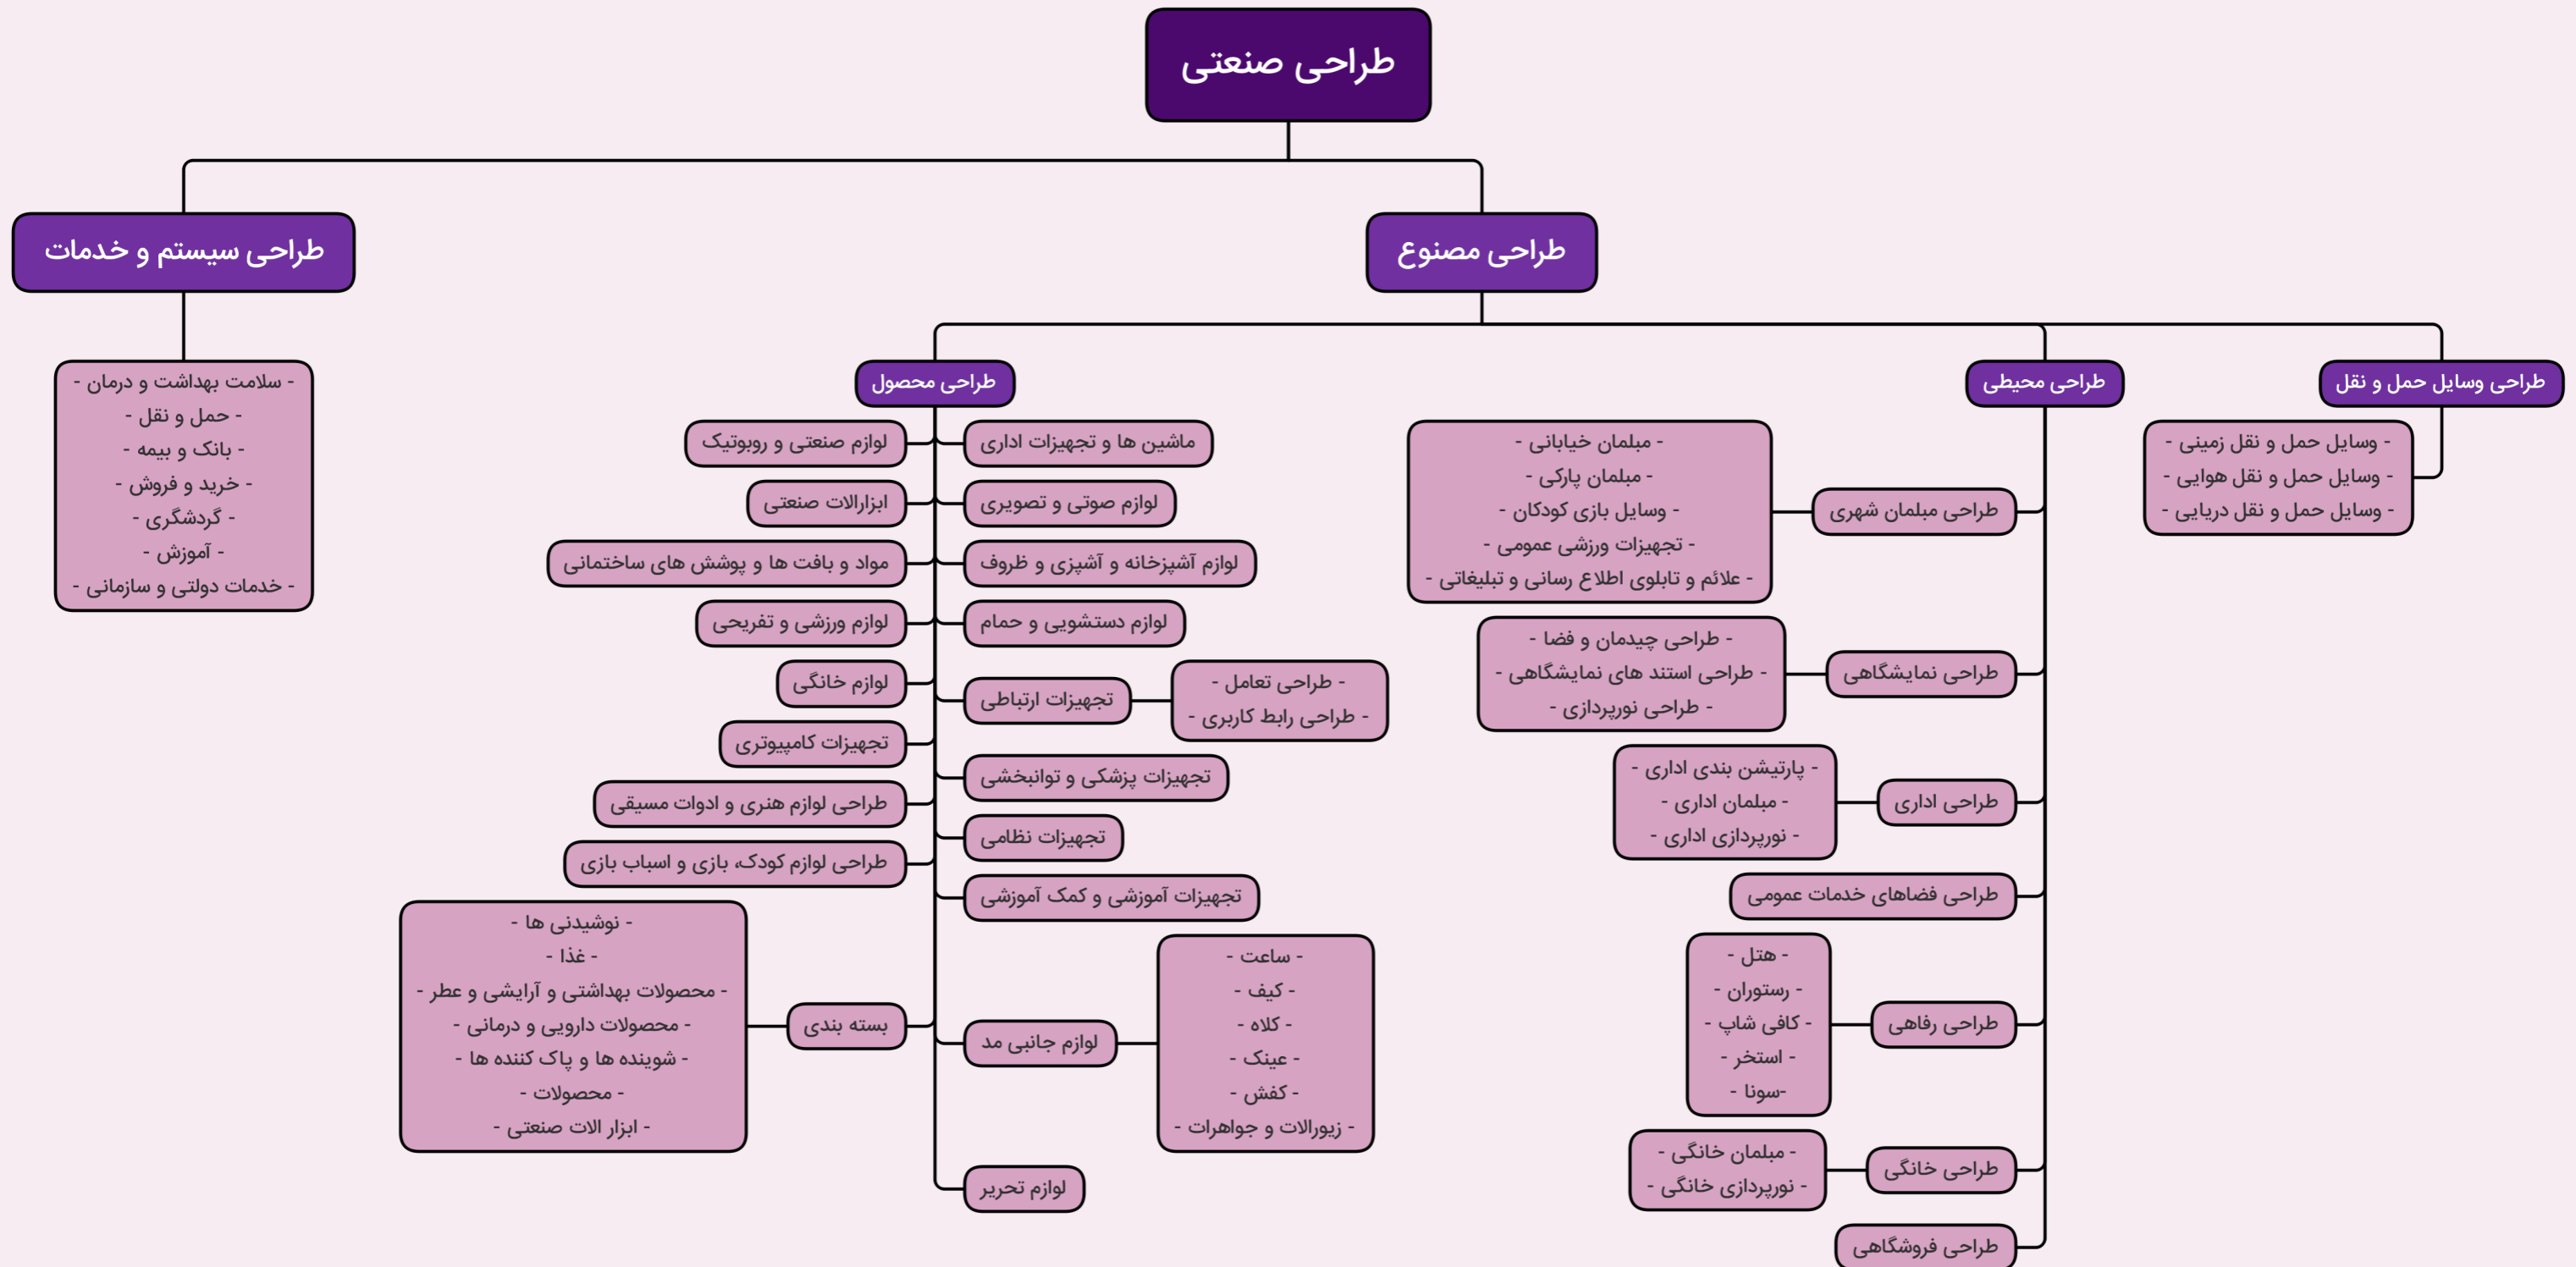 طراحی صنعتی
طراحی مصنوع
طراحی سیستم و خدمات
طراحی وسایل حمل و نقل
- وسایل حمل و نقل زمینی -
- وسایل حمل و نقل هوایی -
- وسایل حمل و نقل دریایی -
طراحی محیطی
طراحی مبلمان شهری
- مبلمان خیابانی -
- مبلمان پارکی -
- وسایل بازی کودکان -
- تجهیزات ورزشی عمومی -
- علائم و تابلوی اطلاع رسانی و تبلیغاتی -
طراحی نمایشگاهی
- طراحی چیدمان و فضا -
- طراحی استند های نمایشگاهی -
- طراحی نورپردازی -
طراحی اداری
- پارتیشن بندی اداری -
- مبلمان اداری -
- نورپردازی اداری -
طراحی فضاهای خدمات عمومی
طراحی رفاهی
- هتل -
- رستوران -
- کافی شاپ -
- استخر -
-سونا -
طراحی خانگی
- مبلمان خانگی -
- نورپردازی خانگی -
طراحی فروشگاهی
طراحی محصول
ماشین ها و تجهیزات اداری
لوازم صوتی و تصویری
لوازم آشپزخانه و آشپزی و ظروف
لوازم دستشویی و حمام
تجهیزات ارتباطی
- طراحی تعامل -
- طراحی رابط کاربری -
تجهیزات پزشکی و توانبخشی
تجهیزات نظامی
تجهیزات آموزشی و کمک آموزشی
لوازم جانبی مد
- ساعت -
- کیف -
- کلاه -
- عینک -
- کفش -
- زیورالات و جواهرات -
لوازم تحریر
لوازم صنعتی و روبوتیک
ابزارالات صنعتی
مواد و بافت ها و پوشش های ساختمانی
لوازم ورزشی و تفریحی
لوازم خانگی
تجهیزات کامپیوتری
طراحی لوازم هنری و ادوات مسیقی
طراحی لوازم کودک، بازی و اسباب بازی
بسته بندی
- نوشیدنی ها -
- غذا -
- محصولات بهداشتی و آرایشی و عطر -
- محصولات دارویی و درمانی -
- شوینده ها و پاک کننده ها -
- محصولات -
- ابزار الات صنعتی -
- سلامت بهداشت و درمان -
- حمل و نقل -
- بانک و بیمه -
- خرید و فروش -
- گردشگری -
- آموزش -
- خدمات دولتی و سازمانی -